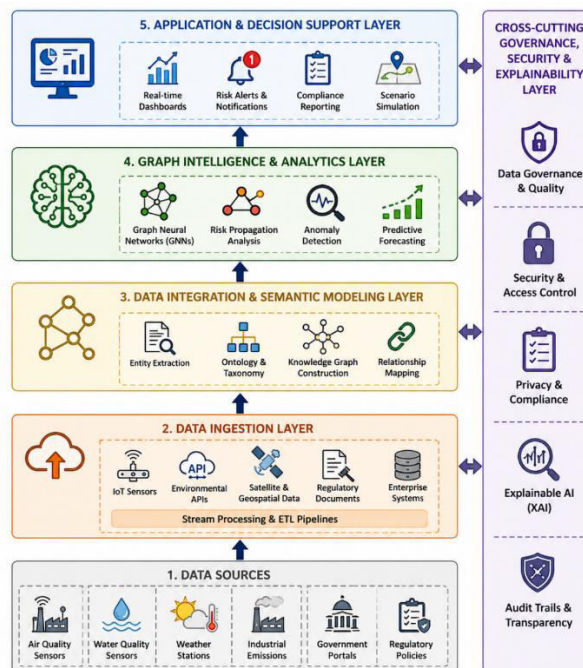 5. APPLICATION & DECISION SUPPORT LAYER
Real-time
Dashboards
1
Risk Alerts &
Notifications
Compliance
Reporting
Scenario
Simulation
4. GRAPH INTELLIGENCE & ANALYTICS LAYER
Graph Neural
Networks (GNNs)
Risk Propagation
Analysis
Anomaly
Detection
Predictive
Forecasting
3. DATA INTEGRATION & SEMANTIC MODELING LAYER
Entity Extraction
Ontology &
Taxonomy
Knowledge Graph
Construction
Relationship
Mapping
2. DATA INGESTION LAYER
IoT Sensors
API
Environmental
APIs
Satellite &
Geospatial Data
Regulatory
Documents
Enterprise
Systems
Stream Processing & ETL Pipelines
1. DATA SOURCES
Air Quality
Sensors
Water Quality
Sensors
Weather
Stations
Industrial
Emissions
Government
Portals
Regulatory
Policies
CROSS-CUTTING
GOVERNANCE,
SECURITY &
EXPLAINABILITY
LAYER
Data Governance
& Quality
Security &
Access Control
Privacy &
Compliance
Explainable AI
(XAI)
Audit Trails &
Transparency